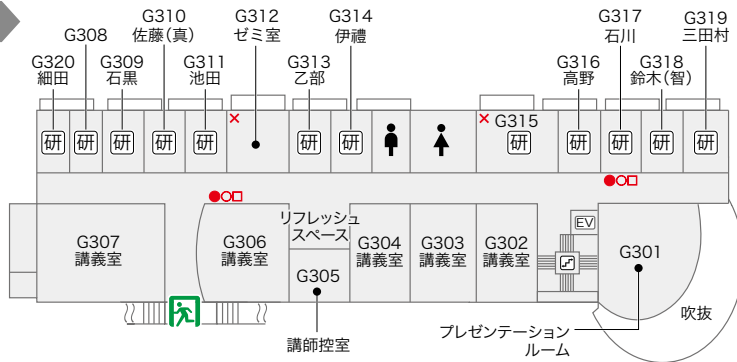 G320
細田
G308
G309
石黒
G310
佐藤(真)
G311
池田
G312
ゼミ室
G313
乙部
G314
伊禮
G316
高野
G317
石川
G318
鈴木(智)
G319
三田村
研
研
研
研
研
研
研
G315
研
研
研
研
研
G307
講義室
G306
講義室
リフレッシュ
スペース
G305
講師控室
G304
講義室
G303
講義室
G302
講義室
EV
G301
プレゼンテーション
ルーム
吹抜